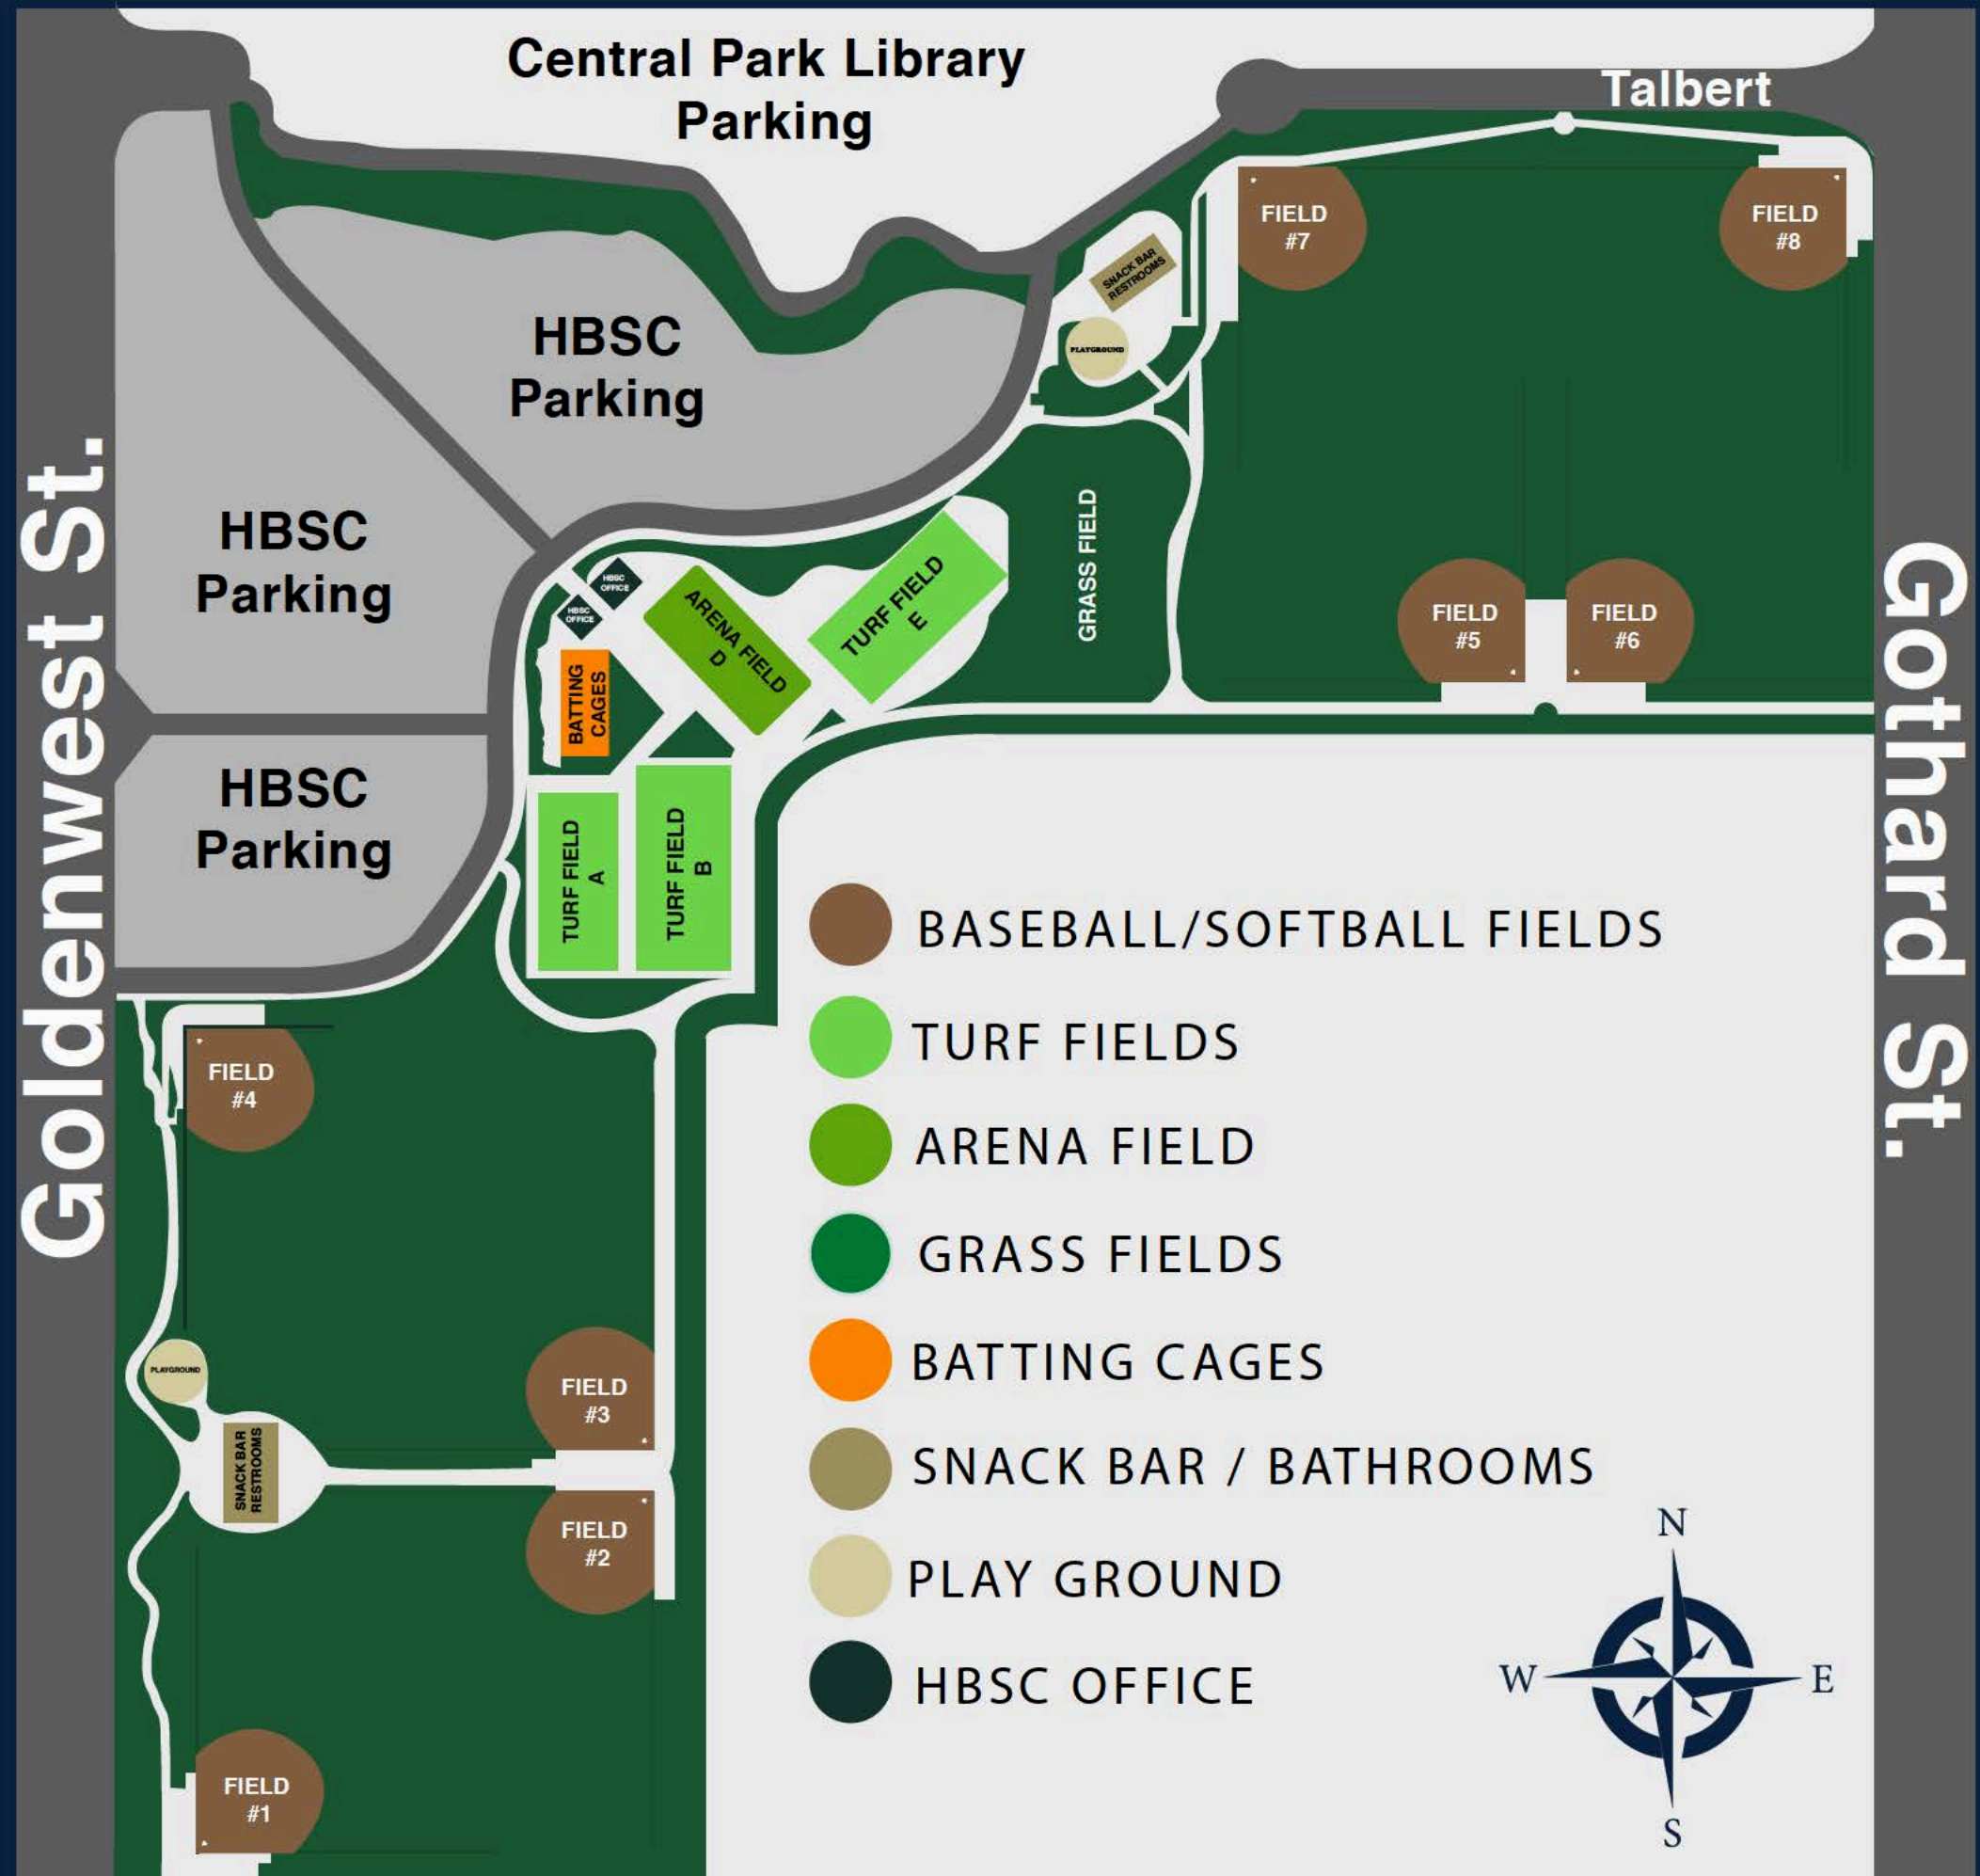 Central Park Library
Parking
Talbert
FIELD
#7
FIELD
#8
SNACK BAR
RESTROOMS
PLAYGROUND
HBSC
Parking
HBSC
Parking
HBSC
Parking
Goldenwest St.
Gothard St.
GRASS FIELD
HBSC
OFFICE
HBSC
OFFICE
ARENA FIELD
D
TURF FIELD
E
BATTING
CAGES
FIELD
#5
FIELD
#6
TURF FIELD
A
TURF FIELD
B
FIELD
#4
PLAYGROUND
SNACK BAR
RESTROOMS
FIELD
#3
FIELD
#2
FIELD
#1
BASEBALL/SOFTBALL FIELDS
TURF FIELDS
ARENA FIELD
GRASS FIELDS
BATTING CAGES
SNACK BAR / BATHROOMS
PLAY GROUND
HBSC OFFICE
N
W
E
S